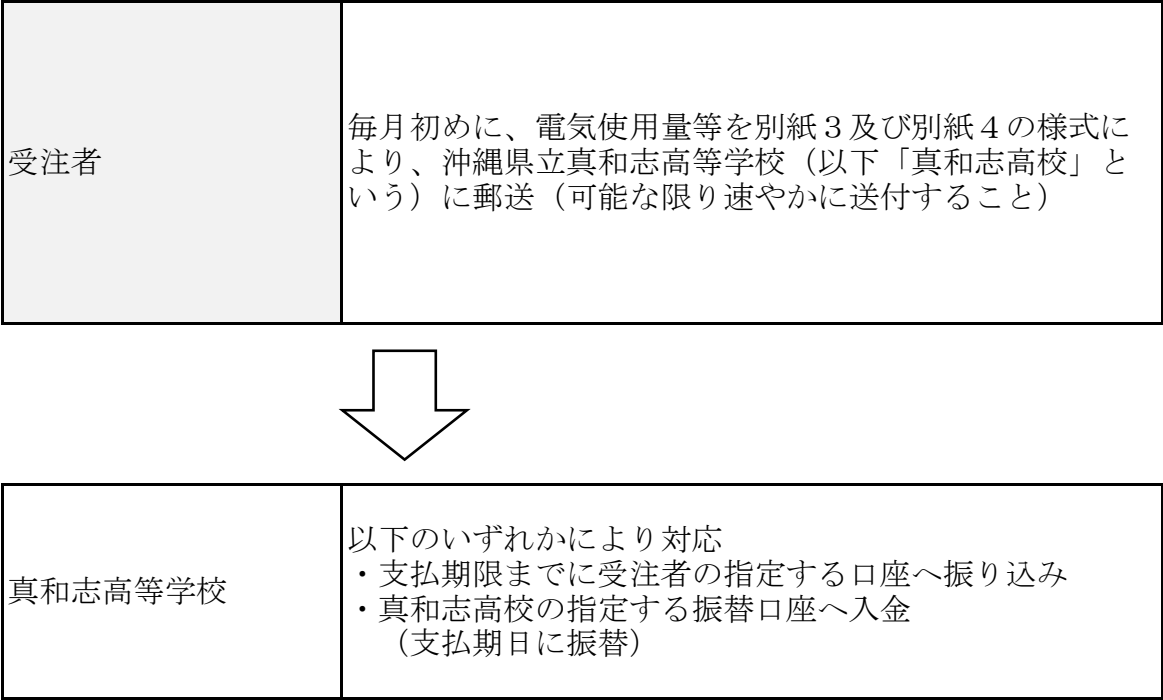 受注者
毎月初めに、電気使用量等を別紙３及び別紙４の様式に
より、沖縄県立真和志高等学校（以下「真和志高校」と
いう）に郵送（可能な限り速やかに送付すること）
真和志高等学校
以下のいずれかにより対応
・支払期限までに受注者の指定する口座へ振り込み
・真和志高校の指定する振替口座へ入金
（支払期日に振替）